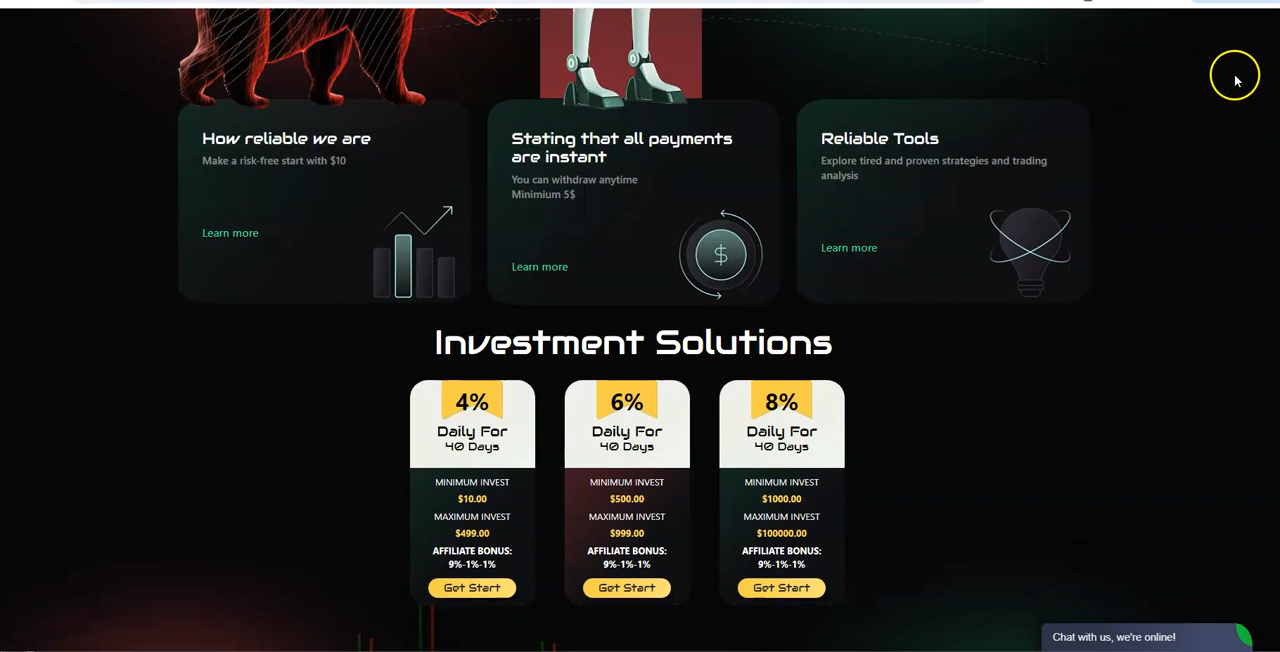 How reliable we are
Make a risk-free start with $10
Learn more
Stating that all payments
are instant
You can withdraw anytime
Minimium 5$
$
Learn more
Reliable Tools
Explore tired and proven strategies and trading
analysis
Learn more
Investment Solutions
4%
Daily For
40 Days
MINIMUM INVEST
$10.00
MAXIMUM INVEST
$499.00
AFFILIATE BONUS:
9%-1%-1%
Get Start
6%
Daily For
40 Days
MINIMUM INVEST
$500.00
MAXIMUM INVEST
$999.00
AFFILIATE BONUS:
9%-1%-1%
Get Start
8%
Daily For
40 Days
MINIMUM INVEST
$1000.00
MAXIMUM INVEST
$100000.00
AFFILIATE BONUS:
9%-1%-1%
Get Start
Chat with us, we're online!